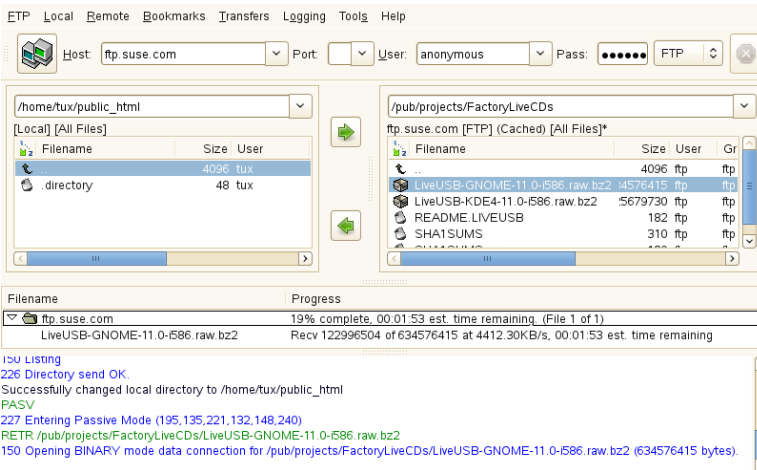 FTP Local Remote Bookmarks Transfers Logging Tools Help
Host: ftp.suse.com Port: User: anonymous Pass: ●●●●●● FTP
/home/tux/public_html
[Local] [All Files]
Filename Size User
.. 4096 tux
.directory 48 tux
/pub/projects/FactoryLiveCDs
ftp.suse.com [FTP] (Cached) [All Files]*
Filename Size User Gr
.. 4096 ftp ftp
LiveUSB-GNOME-11.0-i586.raw.bz2 34576415 ftp ftp
LiveUSB-KDE4-11.0-i586.raw.bz2 5679730 ftp ftp
README.LIVEUSB 182 ftp ftp
SHA1SUMS 310 ftp ftp
Filename Progress
ftp.suse.com 19% complete, 00:01:53 est. time remaining. (File 1 of 1)
LiveUSB-GNOME-11.0-i586.raw.bz2 Recv 122996504 of 634576415 at 4412.30KB/s, 00:01:53 est. time remaining
150 Listing
226 Directory send OK.
Successfully changed local directory to /home/tux/public_html
PASV
227 Entering Passive Mode (195,135,221,132,148,240)
RETR /pub/projects/FactoryLiveCDs/LiveUSB-GNOME-11.0-i586.raw.bz2
150 Opening BINARY mode data connection for /pub/projects/FactoryLiveCDs/LiveUSB-GNOME-11.0-i586.raw.bz2 (634576415 bytes).